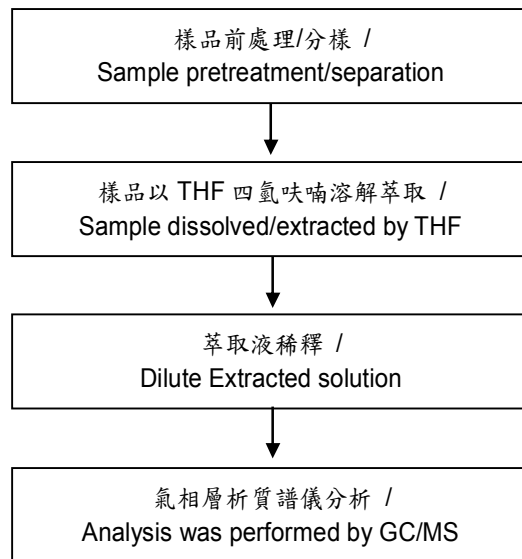 樣品前處理/分樣 /
Sample pretreatment/separation
樣品以 THF 四氫呋喃溶解萃取 /
Sample dissolved/extracted by THF
萃取液稀釋 /
Dilute Extracted solution
氣相層析質譜儀分析 /
Analysis was performed by GC/MS